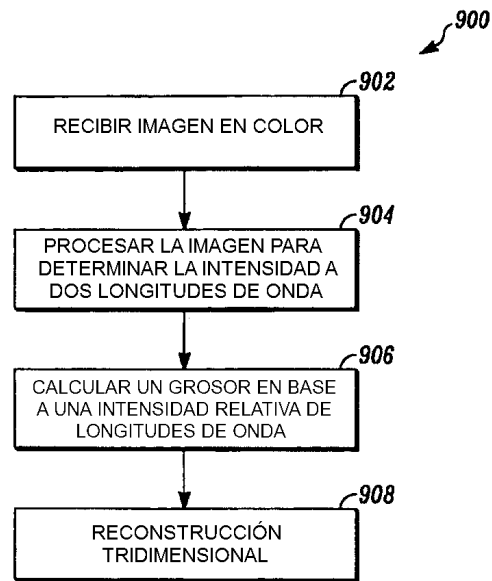 900
902
RECIBIR IMAGEN EN COLOR
904
PROCESAR LA IMAGEN PARA
DETERMINAR LA INTENSIDAD A
DOS LONGITUDES DE ONDA
906
CALCULAR UN GROSOR EN BASE
A UNA INTENSIDAD RELATIVA DE
LONGITUDES DE ONDA
908
RECONSTRUCCIÓN
TRIDIMENSIONAL